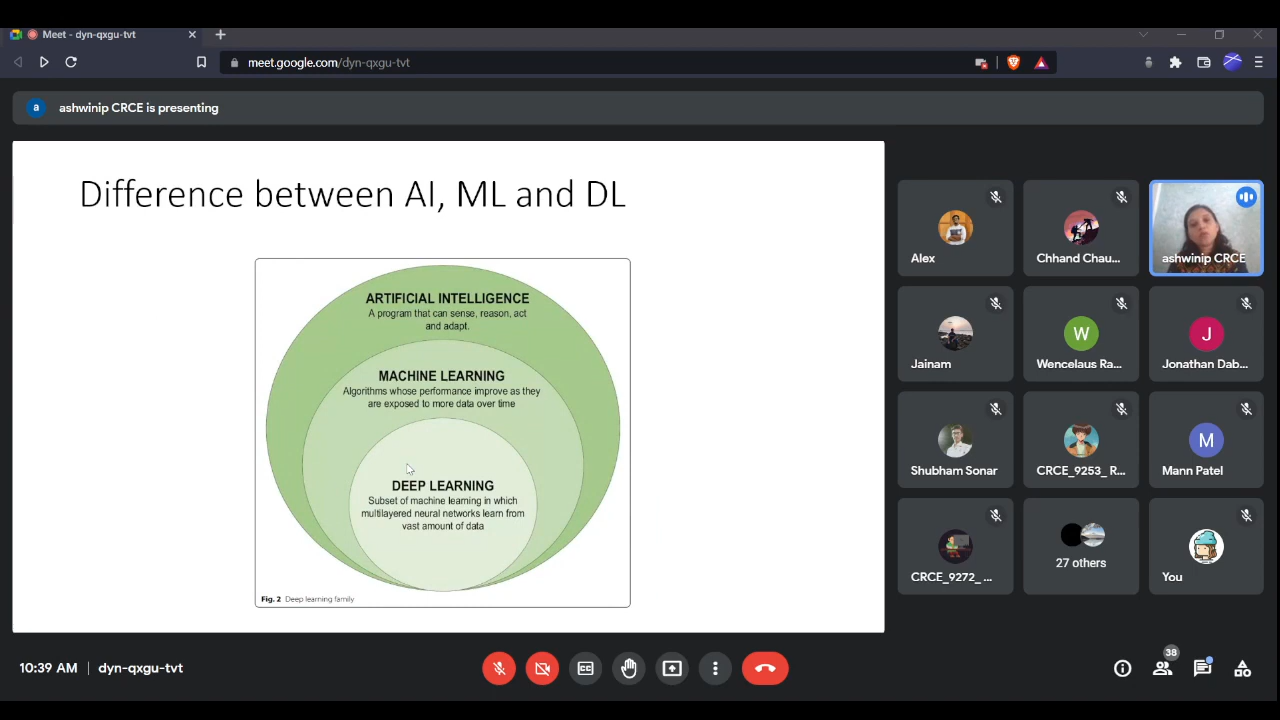 Meet - dyn-qxgu-tvt
meet.google.com/dyn-qxgu-tvt
a
ashwinip CRCE is presenting
Difference between AI, ML and DL
ARTIFICIAL INTELLIGENCE
A program that can sense, reason, act
and adapt.
MACHINE LEARNING
Algorithms whose performance improve as they
are exposed to more data over time
DEEP LEARNING
Subset of machine learning in which
multilayered neural networks learn from
vast amount of data
Fig. 2 Deep learning family
Alex
Chhand Chau...
ashwinip CRCE
Jainam
W
Wencelaus Ra...
J
Jonathan Dab...
Shubham Sonar
CRCE_9253_ R...
M
Mann Patel
CRCE_9272_ ...
27 others
You
10:39 AM | dyn-qxgu-tvt
38